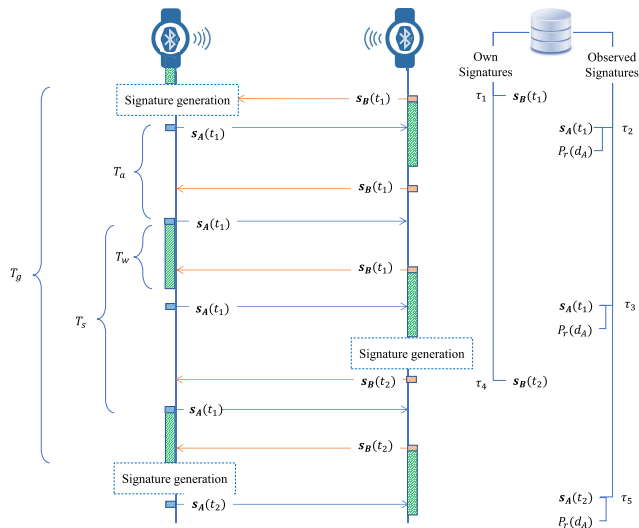 Own
Signatures
Observed
Signatures
Signature generation
s_B(t_1)
τ_1
s_B(t_1)
s_A(t_1)
s_A(t_1)
τ_2
P_r(d_A)
T_a
s_B(t_1)
s_A(t_1)
T_w
T_g
s_B(t_1)
s_A(t_1)
s_A(t_1)
τ_3
T_s
P_r(d_A)
Signature generation
s_B(t_2)
τ_4
s_B(t_2)
s_A(t_1)
s_B(t_2)
Signature generation
s_A(t_2)
s_A(t_2)
τ_5
P_r(d_A)